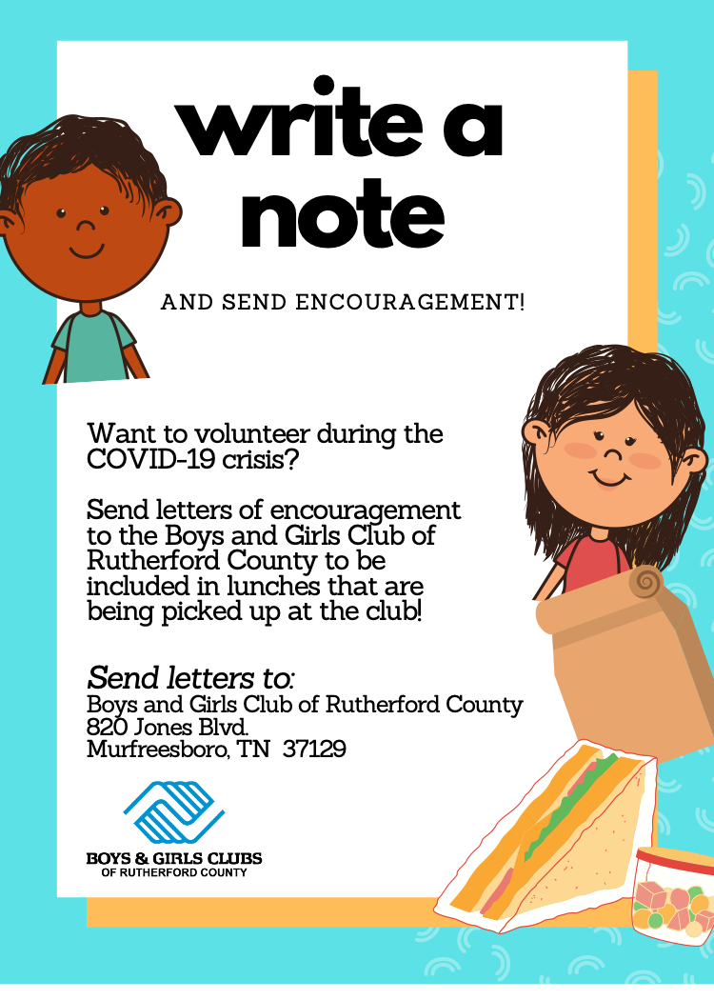 write a
note
AND SEND ENCOURAGEMENT!
Want to volunteer during the
COVID-19 crisis?
Send letters of encouragement
to the Boys and Girls Club of
Rutherford County to be
included in lunches that are
being picked up at the club!
Send letters to:
Boys and Girls Club of Rutherford County
820 Jones Blvd.
Murfreesboro, TN  37129
BOYS & GIRLS CLUBS
OF RUTHERFORD COUNTY